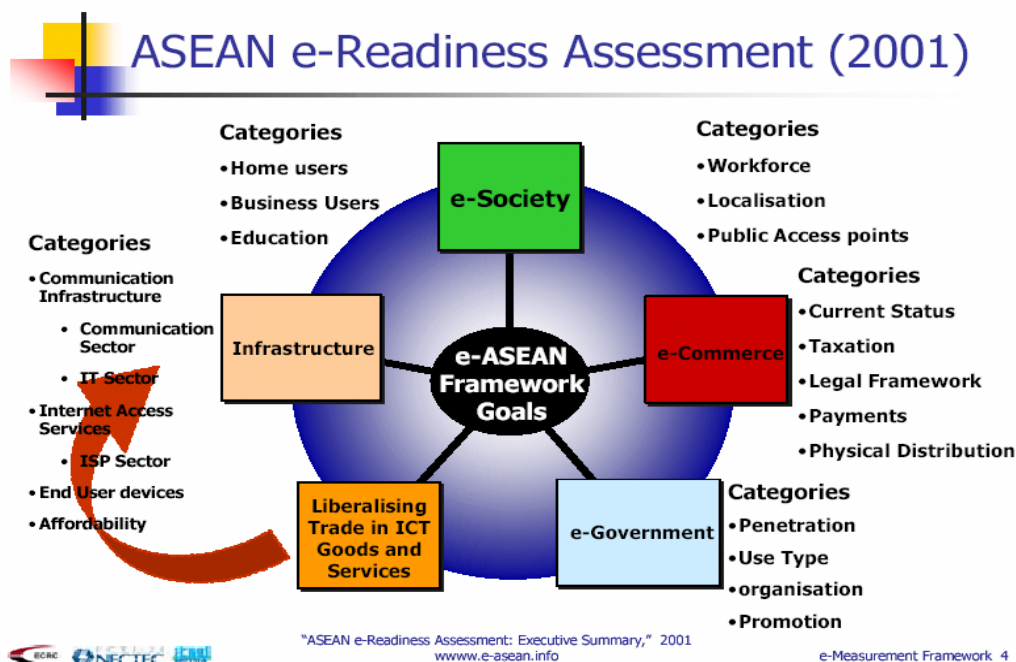 ASEAN e-Readiness Assessment (2001)
Categories
•Home users
•Business Users
•Education
Categories
•Workforce
•Localisation
•Public Access points
e-Society
Categories
•Communication
Infrastructure
• Communication
Sector
• IT Sector
•Internet Access
Services
• ISP Sector
•End User devices
•Affordability
Infrastructure
e-ASEAN
Framework
Goals
e-Commerce
Categories
•Current Status
•Taxation
•Legal Framework
•Payments
•Physical Distribution
Liberalising
Trade in ICT
Goods and
Services
e-Government
Categories
•Penetration
•Use Type
•organisation
•Promotion
"ASEAN e-Readiness Assessment: Executive Summary," 2001
wwww.e-asean.info
ECRC
NECTEC
e-Measurement Framework 4